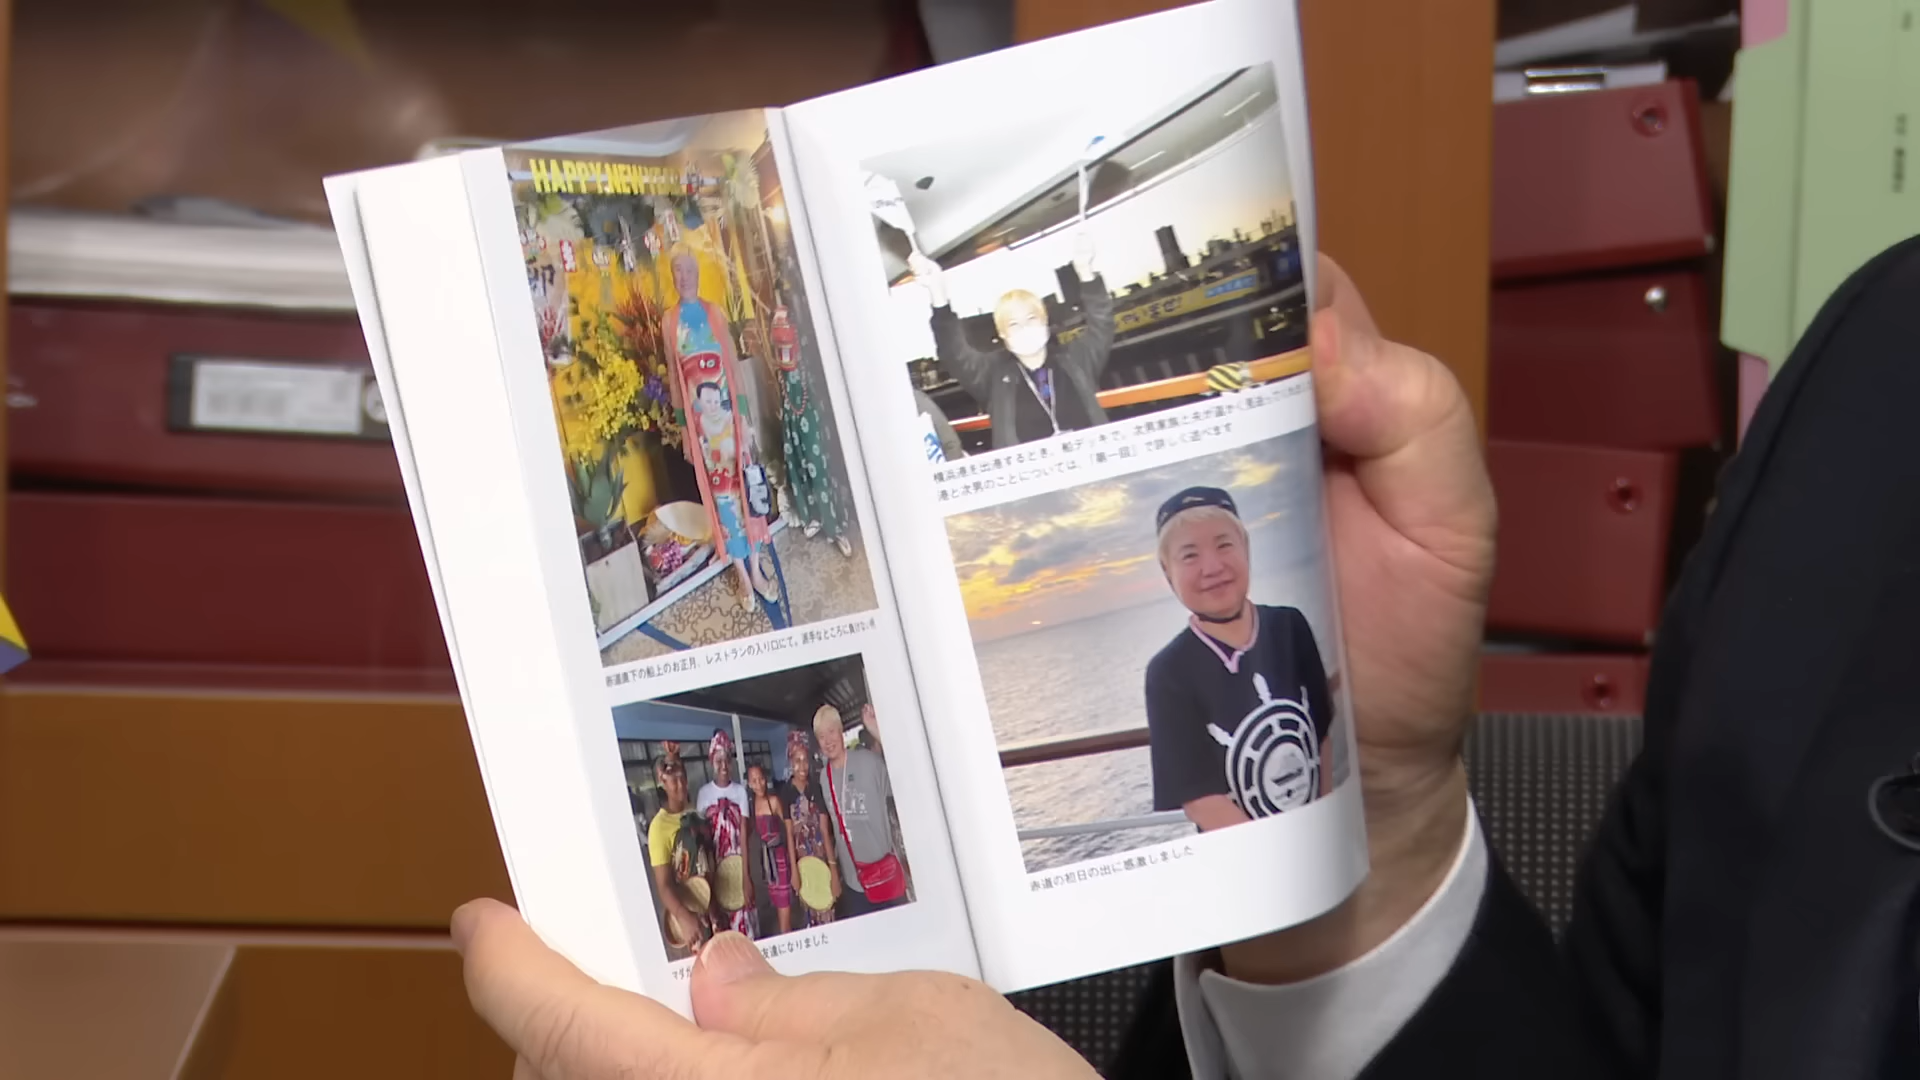 HAPPY NEW YEAR
赤道直下の船上のお正月、レストランの入り口にて。派手なところに負けない
友達になりました
マダガ
横浜港を出港するとき、船デッキで。次男家族と夫が温かく見送って
港と次男のことについては、「第一回」で詳しく述べます
赤道の初日の出に感激しました